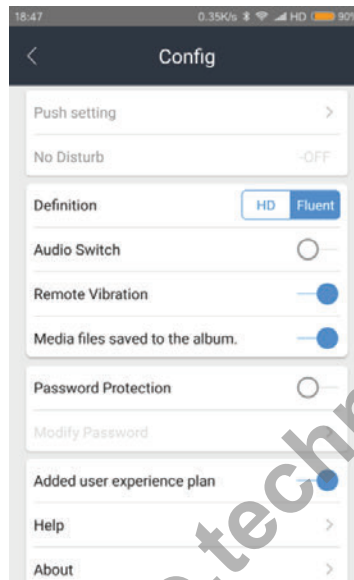 18:47 0.35K/s HD 90%
Config
Push setting
No Disturb -OFF
Definition HD Fluent
Audio Switch
Remote Vibration
Media files saved to the album.
Password Protection
Modify Password
Added user experience plan
Help
About